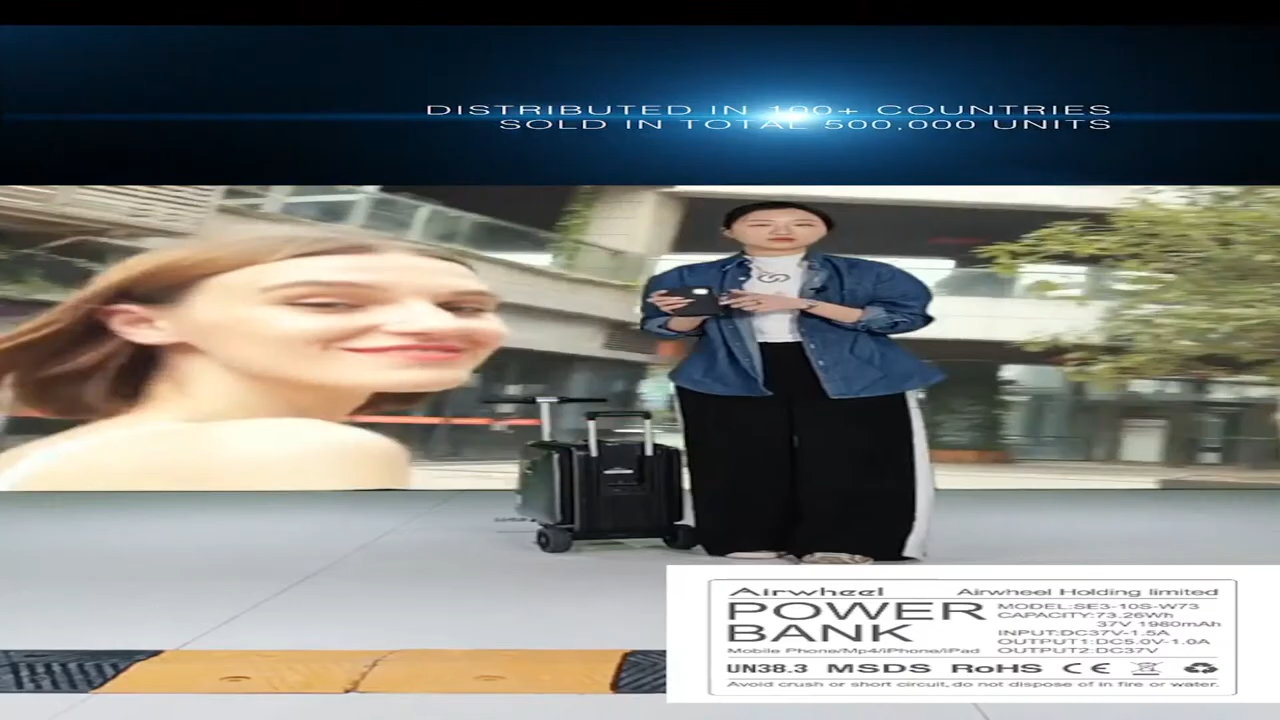 DISTRIBUTED IN 100+ COUNTRIES
SOLD IN TOTAL 500,000 UNITS
Airwheel
Airwheel Holding limited
POWER BANK
MODEL:SE3-10S-W73
CAPACITY:73.26Wh
37V 1980mAh
INPUT:DC37V-1.5A
OUTPUT1:DC5.0V-1.0A
OUTPUT2:DC37V
Mobile Phone/Mp4/iPhone/iPad
UN38.3 MSDS RoHS CE
Avoid crush or short circuit,do not dispose of in fire or water.